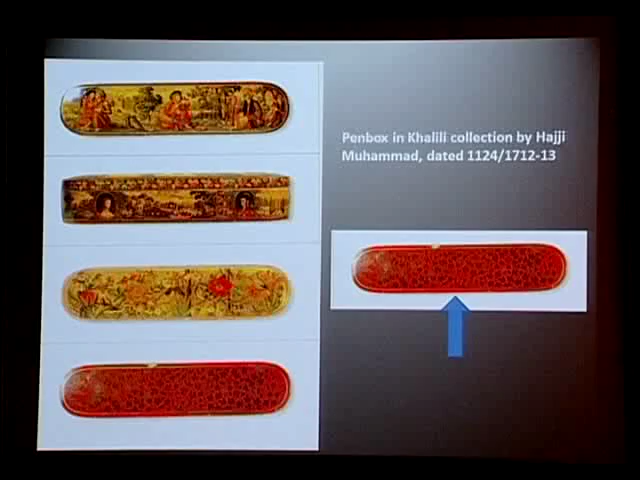 Penbox in Khalili collection by Hajji
Muhammad, dated 1124/1712-13